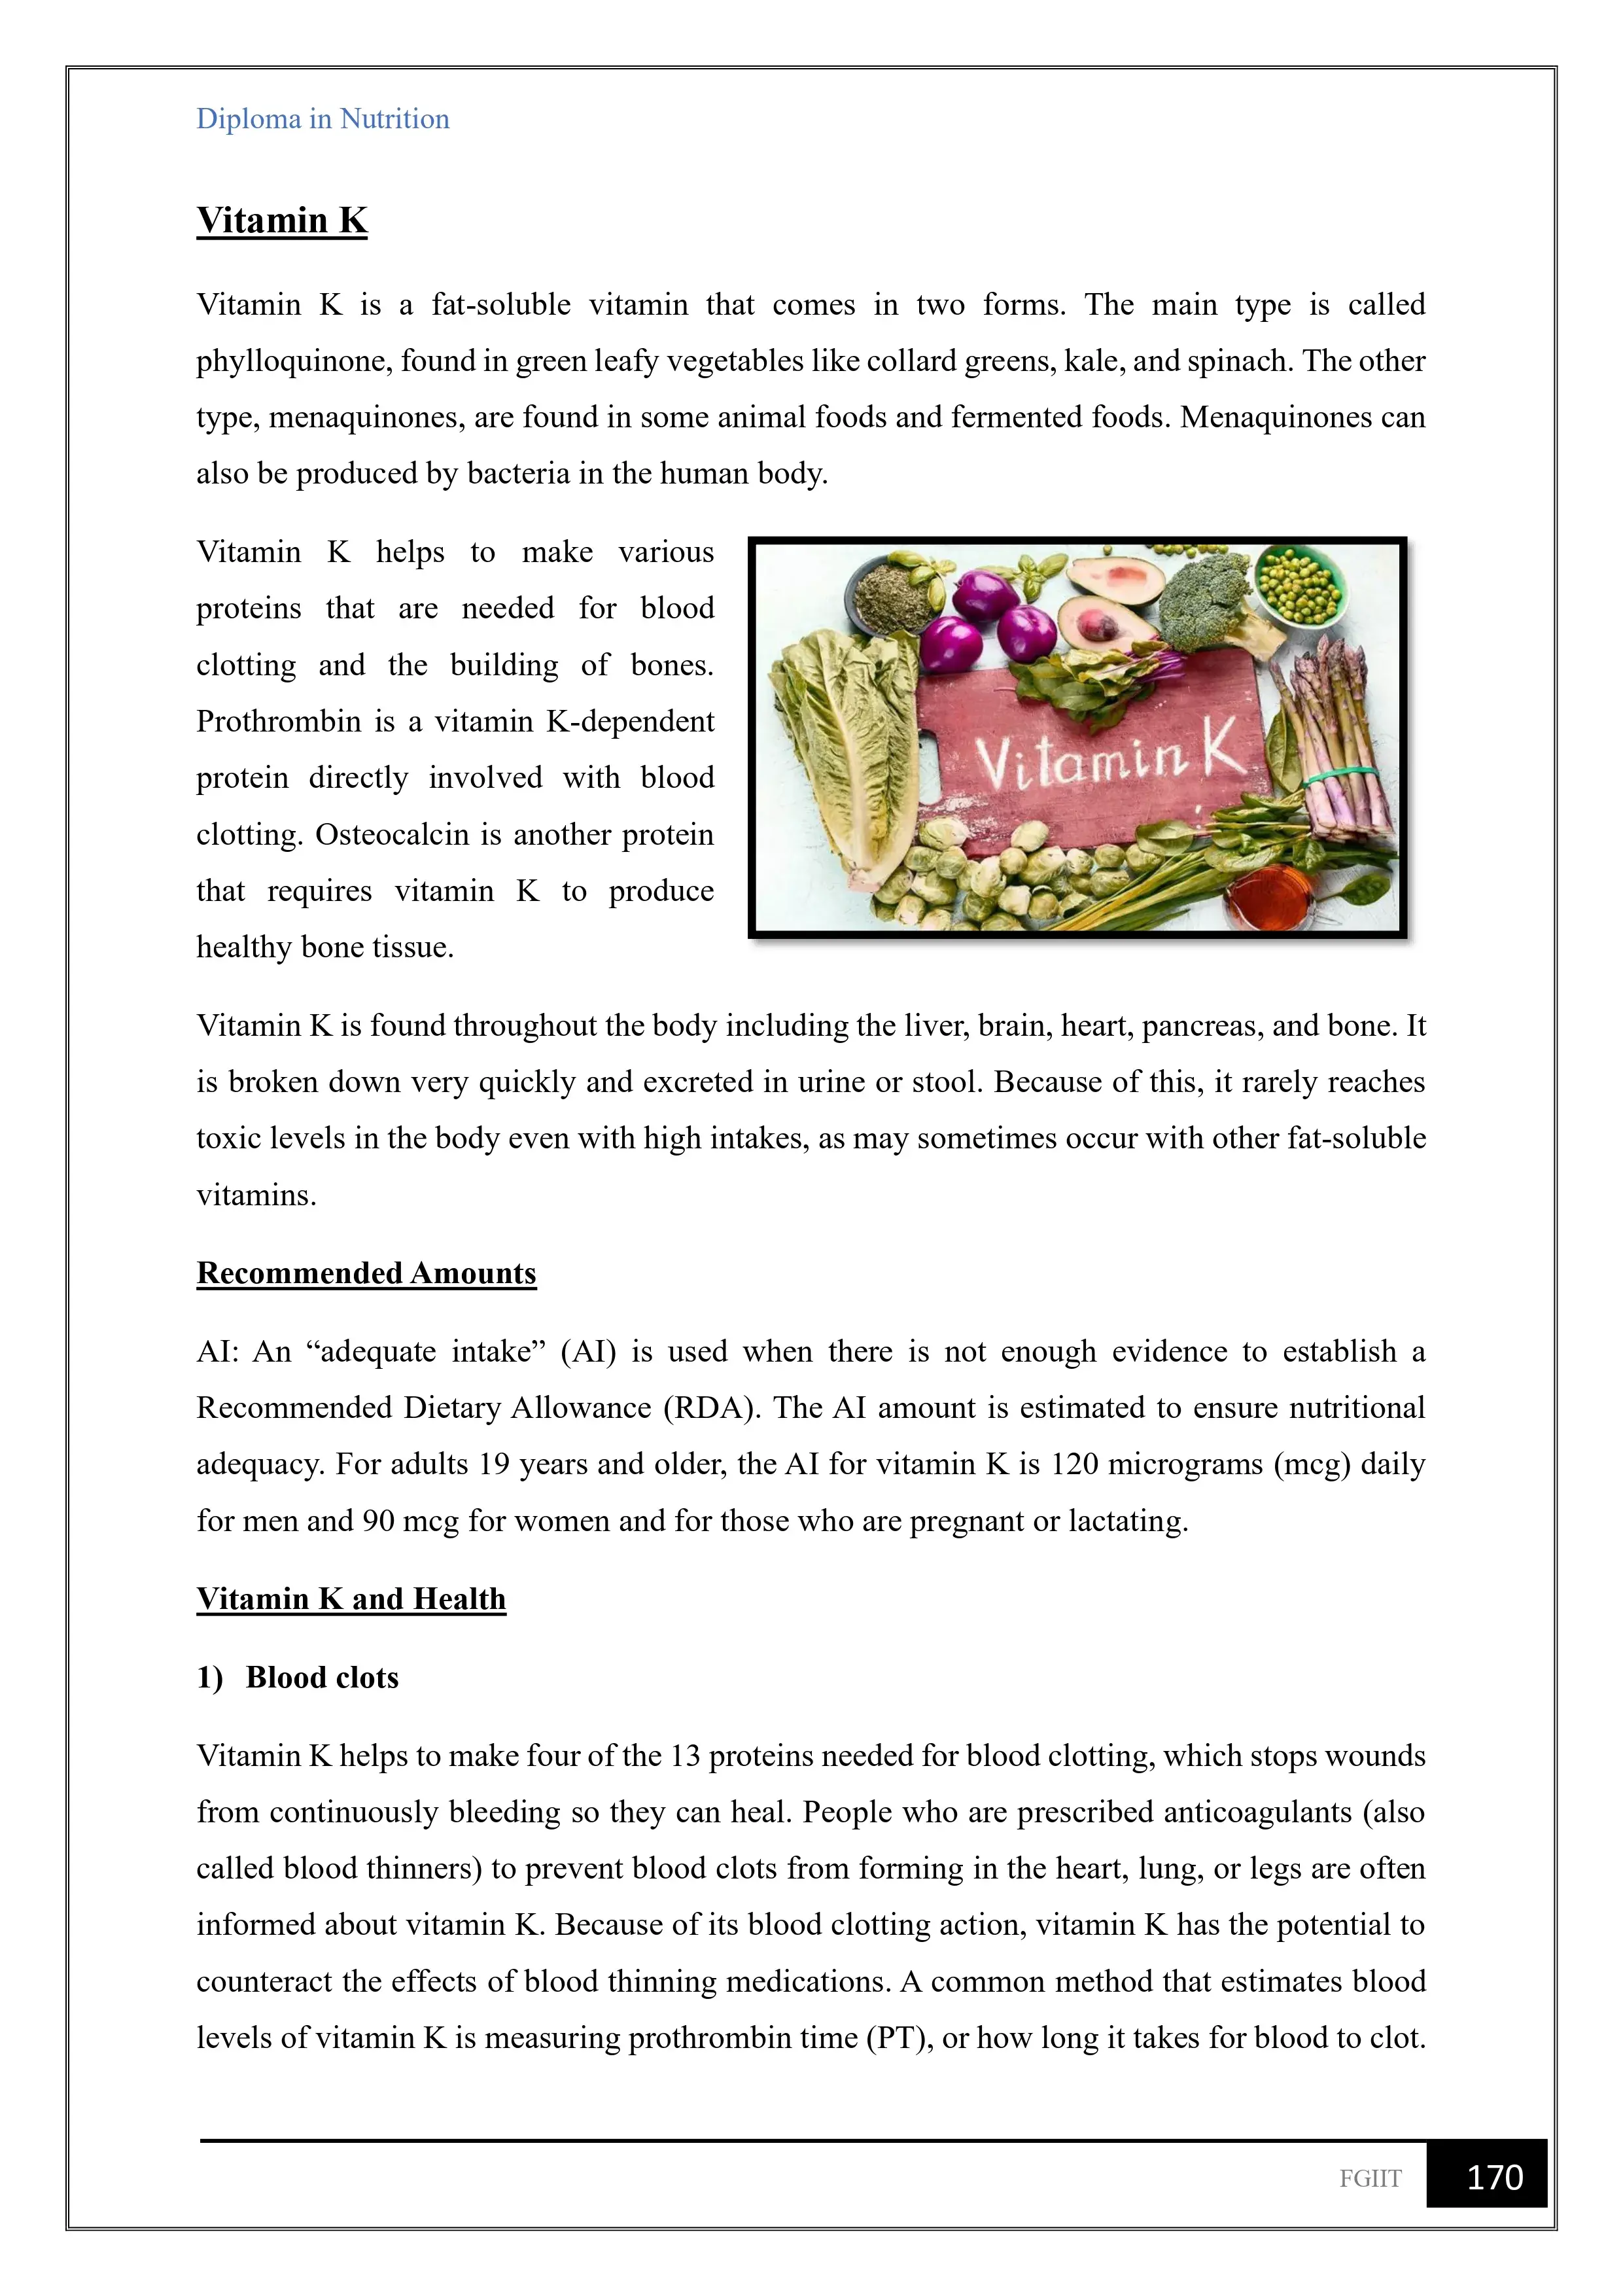 Diploma in Nutrition
Vitamin K
Vitamin K is a fat-soluble vitamin that comes in two forms. The main type is called
phylloquinone, found in green leafy vegetables like collard greens, kale, and spinach. The other
type, menaquinones, are found in some animal foods and fermented foods. Menaquinones can
also be produced by bacteria in the human body.
Vitamin K helps to make various
proteins that are needed for blood
clotting and the building of bones.
Prothrombin is a vitamin K-dependent
protein directly involved with blood
clotting. Osteocalcin is another protein
that requires vitamin K to produce
healthy bone tissue.
Vitamin K
Vitamin K is found throughout the body including the liver, brain, heart, pancreas, and bone. It
is broken down very quickly and excreted in urine or stool. Because of this, it rarely reaches
toxic levels in the body even with high intakes, as may sometimes occur with other fat-soluble
vitamins.
Recommended Amounts
AI: An “adequate intake” (AI) is used when there is not enough evidence to establish a
Recommended Dietary Allowance (RDA). The AI amount is estimated to ensure nutritional
adequacy. For adults 19 years and older, the AI for vitamin K is 120 micrograms (mcg) daily
for men and 90 mcg for women and for those who are pregnant or lactating.
Vitamin K and Health
1) Blood clots
Vitamin K helps to make four of the 13 proteins needed for blood clotting, which stops wounds
from continuously bleeding so they can heal. People who are prescribed anticoagulants (also
called blood thinners) to prevent blood clots from forming in the heart, lung, or legs are often
informed about vitamin K. Because of its blood clotting action, vitamin K has the potential to
counteract the effects of blood thinning medications. A common method that estimates blood
levels of vitamin K is measuring prothrombin time (PT), or how long it takes for blood to clot.
FGIIT 170